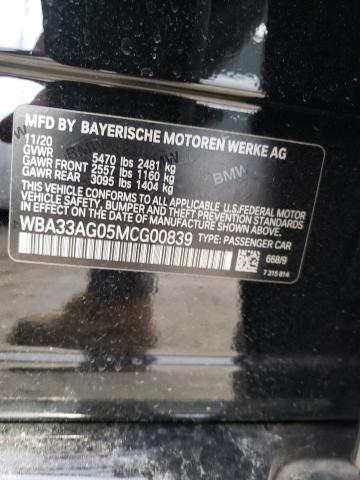 MFD BY BAYERISCHE MOTOREN WERKE AG
11/20
GVWR 5470 lbs 2481 kg
GAWR FRONT 2557 lbs 1160 kg
GAWR REAR 3095 lbs 1404 kg
THIS VEHICLE CONFORMS TO ALL APPLICABLE U.S.FEDERAL MOTOR
VEHICLE SAFETY, BUMPER AND THEFT PREVENTION STANDARDS
IN EFFECT ON THE DATE OF MANUFACTURE SHOWN ABOVE.
WBA33AG05MCG00839 TYPE: PASSENGER CAR
668/9
7 315 814
BMW
BMW